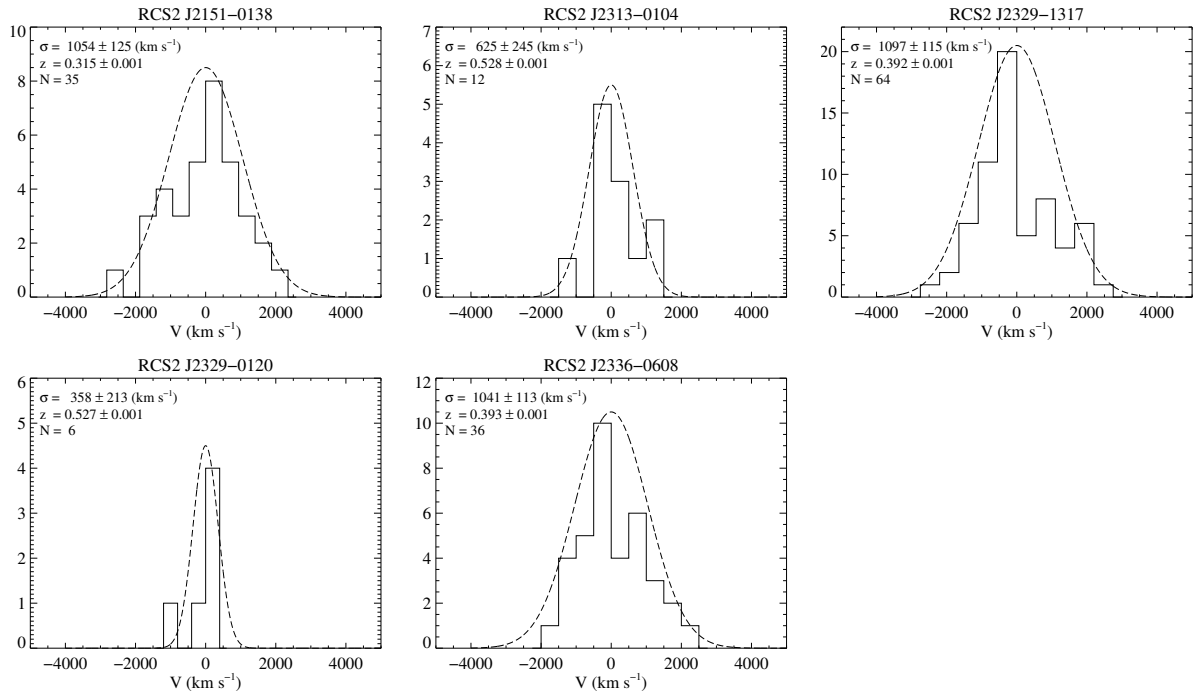 RCS2 J2151−0138
σ = 1054 ± 125 (km s⁻¹)
z = 0.315 ± 0.001
N = 35
10
8
6
4
2
0
−4000 −2000 0 2000 4000
V (km s⁻¹)
RCS2 J2313−0104
σ = 625 ± 245 (km s⁻¹)
z = 0.528 ± 0.001
N = 12
7
6
5
4
3
2
1
0
−4000 −2000 0 2000 4000
V (km s⁻¹)
RCS2 J2329−1317
σ = 1097 ± 115 (km s⁻¹)
z = 0.392 ± 0.001
N = 64
20
15
10
5
0
−4000 −2000 0 2000 4000
V (km s⁻¹)
RCS2 J2329−0120
σ = 358 ± 213 (km s⁻¹)
z = 0.527 ± 0.001
N = 6
6
5
4
3
2
1
0
−4000 −2000 0 2000 4000
V (km s⁻¹)
RCS2 J2336−0608
σ = 1041 ± 113 (km s⁻¹)
z = 0.393 ± 0.001
N = 36
12
10
8
6
4
2
0
−4000 −2000 0 2000 4000
V (km s⁻¹)